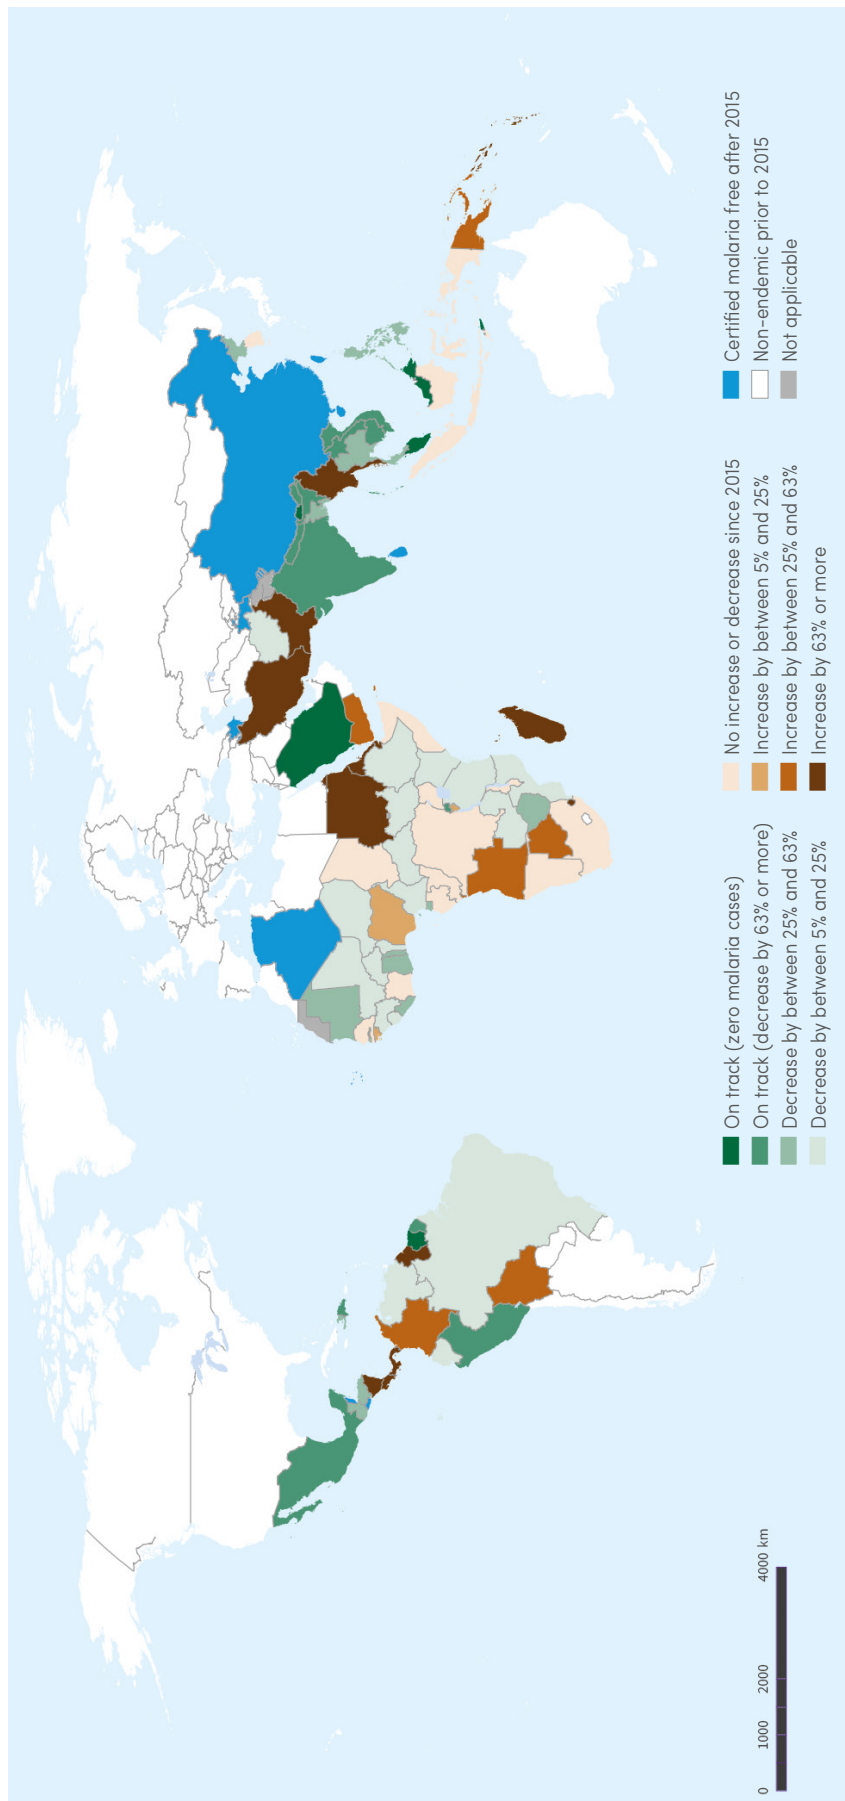 On track (zero malaria cases)
On track (decrease by 63% or more)
Decrease by between 25% and 63%
Decrease by between 5% and 25%
No increase or decrease since 2015
Increase by between 5% and 25%
Increase by between 25% and 63%
Increase by 63% or more
Certified malaria free after 2015
Non-endemic prior to 2015
Not applicable
0 1000 2000 4000 km